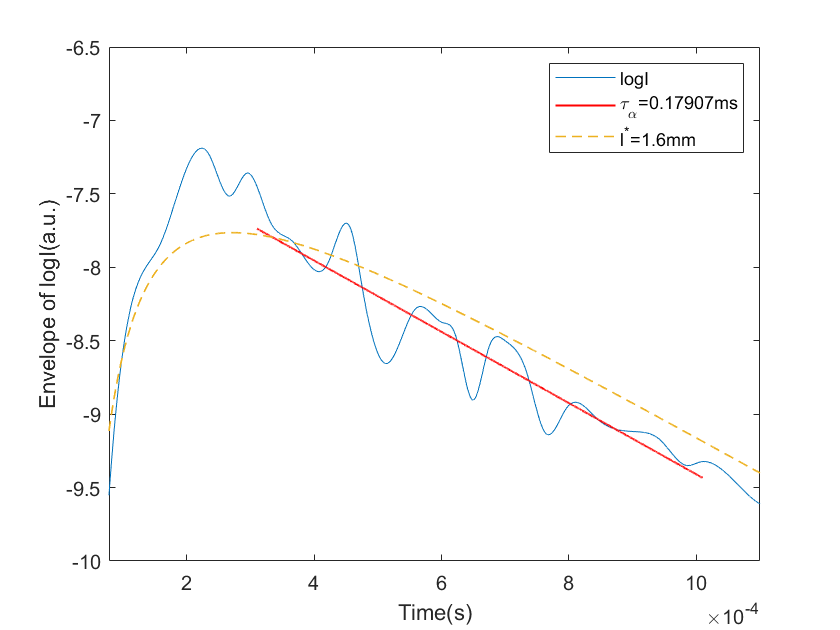 -6.5
-7
-7.5
-8
-8.5
-9
-9.5
-10
Envelope of logI(a.u.)
logI
τα=0.17907ms
l*=1.6mm
2 4 6 8 10
×10-4
Time(s)